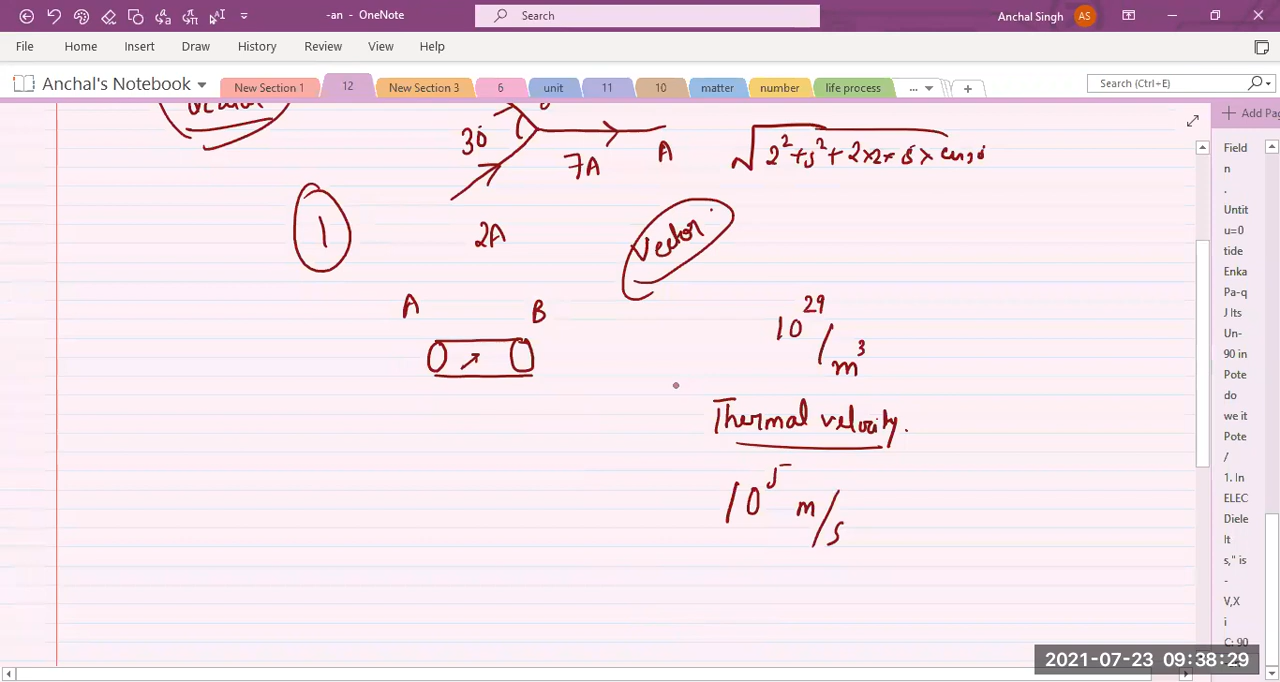 -an - OneNote
Search
Anchal Singh
AS
File Home Insert Draw History Review View Help
Anchal's Notebook
New Section 1
12
New Section 3
6
unit
11
10
matter
number
life process
...
Search (Ctrl+E)
Add Pag
Field
n
.
Untit
u=0
tide
Enka
Pa-q
J Its
Un-
90 in
Pote
do
we it
Pote
/
1. In
ELEC
Diele
It
s," is
-
V,X
i
C: 90
30
7A
A
√2²+5²+2×2×5×
1
2A
Vector
A
B
10²⁹/m³
Thermal velocity.
10⁵ m/s
2021-07-23 09:38:29